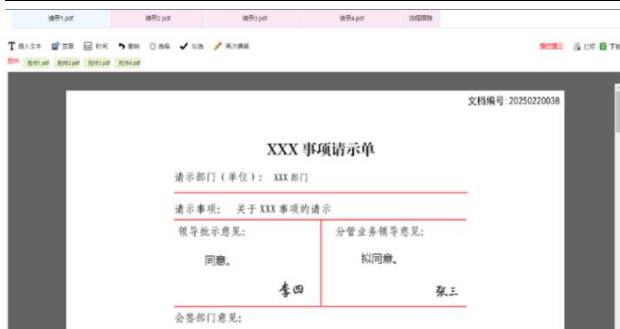 请示1.pdf 请示2.pdf 请示3.pdf 请示4.pdf 流程跟踪
T 插入文本 签章 时间 撤销 选择 勾选 再次编辑 打印 下载
附件 附件1.pdf 附件2.pdf 附件3.pdf 附件4.pdf
文档编号:20250220038
XXX 事项请示单
请示部门（单位）: XXX 部门
请示事项: 关于 XXX 事项的请示
领导批示意见: 分管业务领导意见:
同意。 拟同意。
李四 张三
会签部门意见: